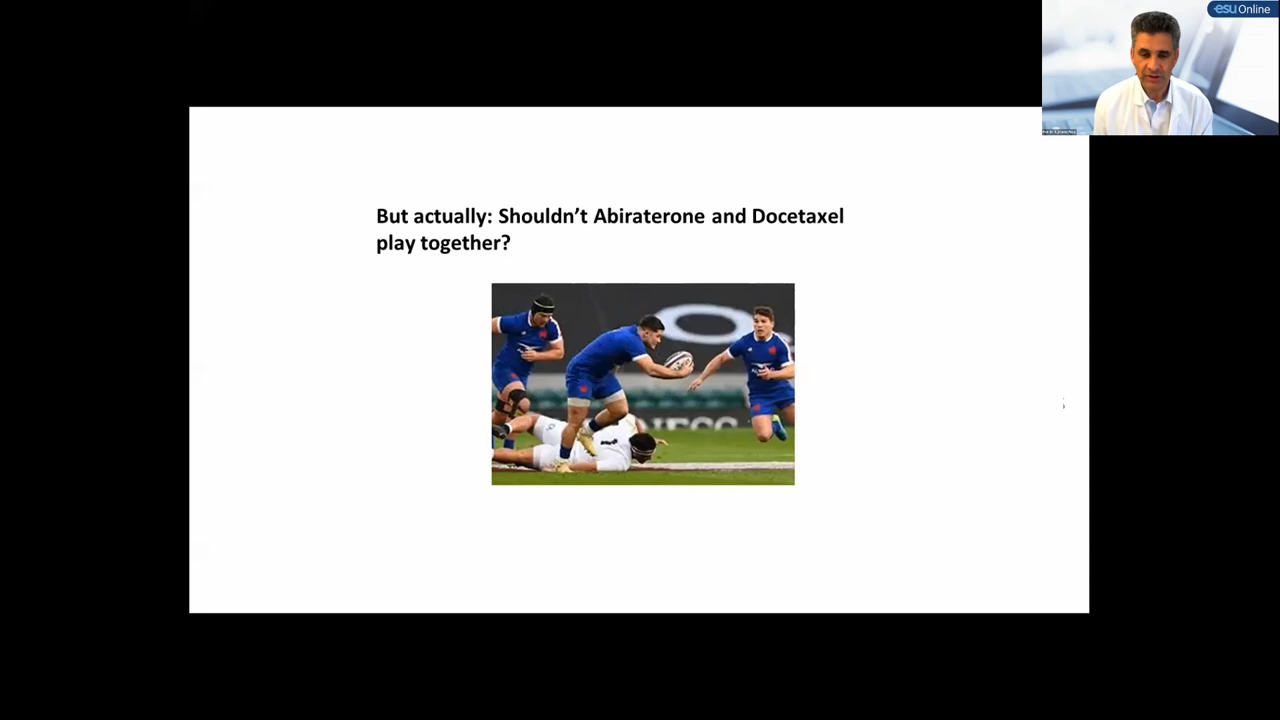 esu Online
But actually: Shouldn't Abiraterone and Docetaxel
play together?